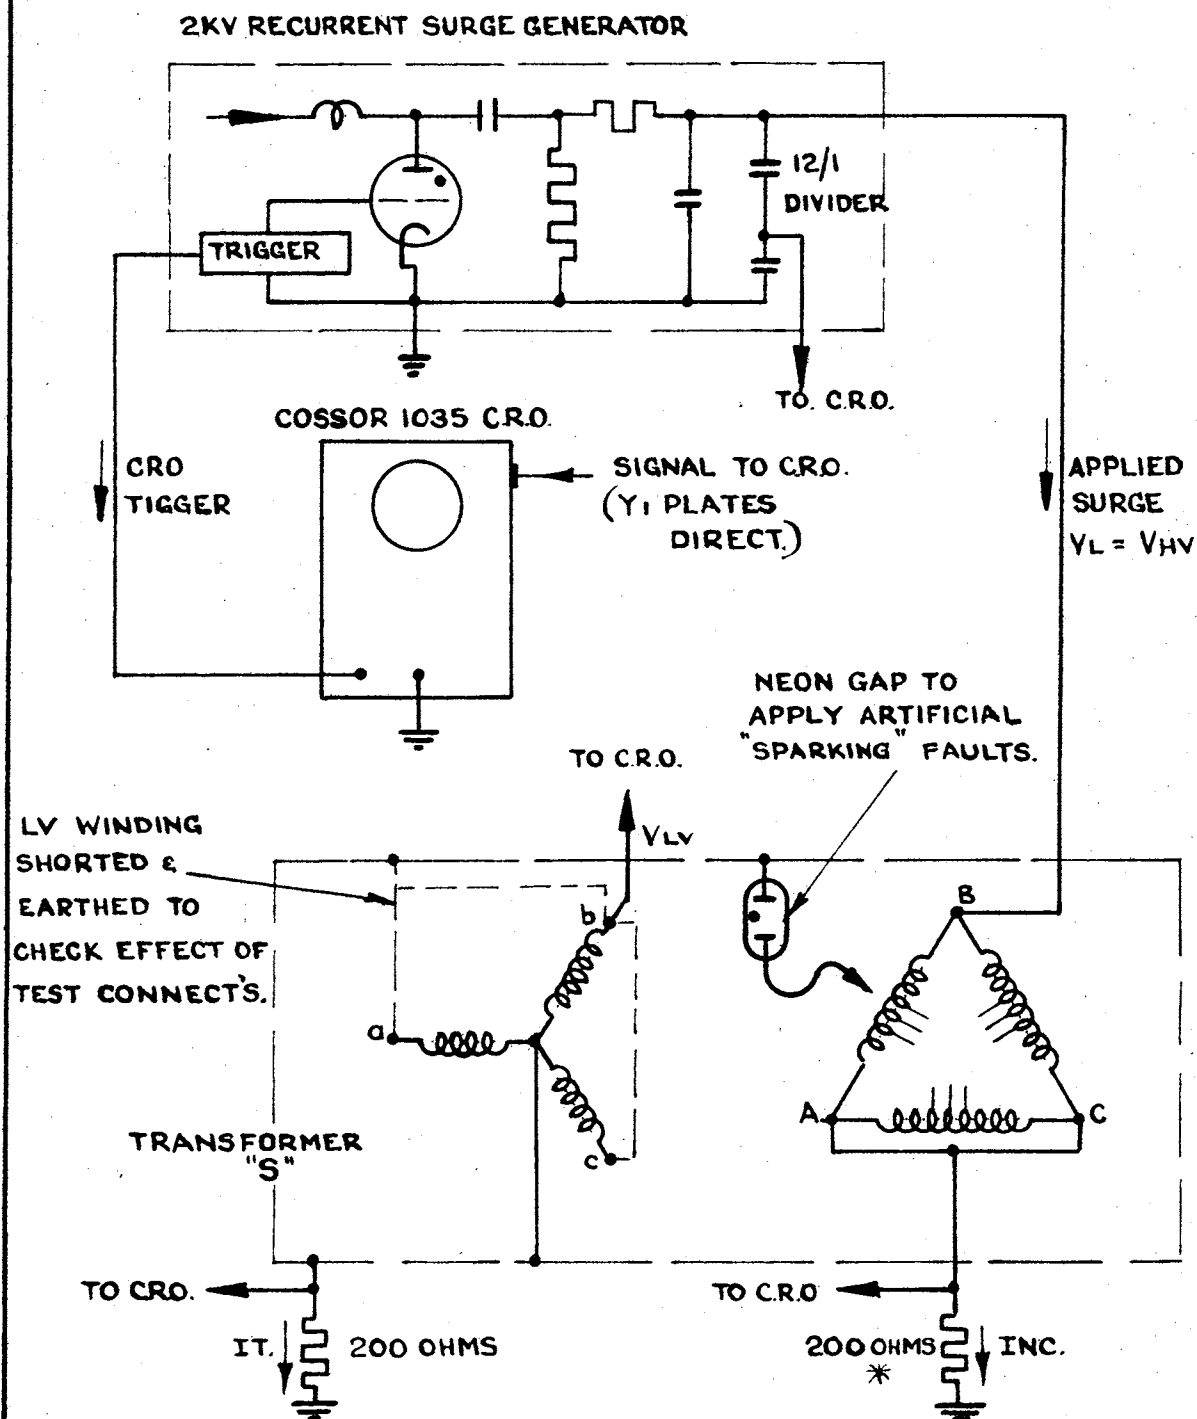 2KV RECURRENT SURGE GENERATOR
12/1
DIVIDER
TRIGGER
TO. C.R.O.
COSSOR 1035 C.R.O.
CRO
TIGGER
SIGNAL TO C.R.O.
(Y1 PLATES
DIRECT.)
APPLIED
SURGE
VL = VHV
NEON GAP TO
APPLY ARTIFICIAL
"SPARKING" FAULTS.
TO C.R.O.
VLV
LV WINDING
SHORTED &
EARTHED TO
CHECK EFFECT OF
TEST CONNECT'S.
b
B
a
A
C
c
TRANSFORMER
"S"
TO CRO.
TO C.R.O
IT.
200 OHMS
200 OHMS
*
INC.